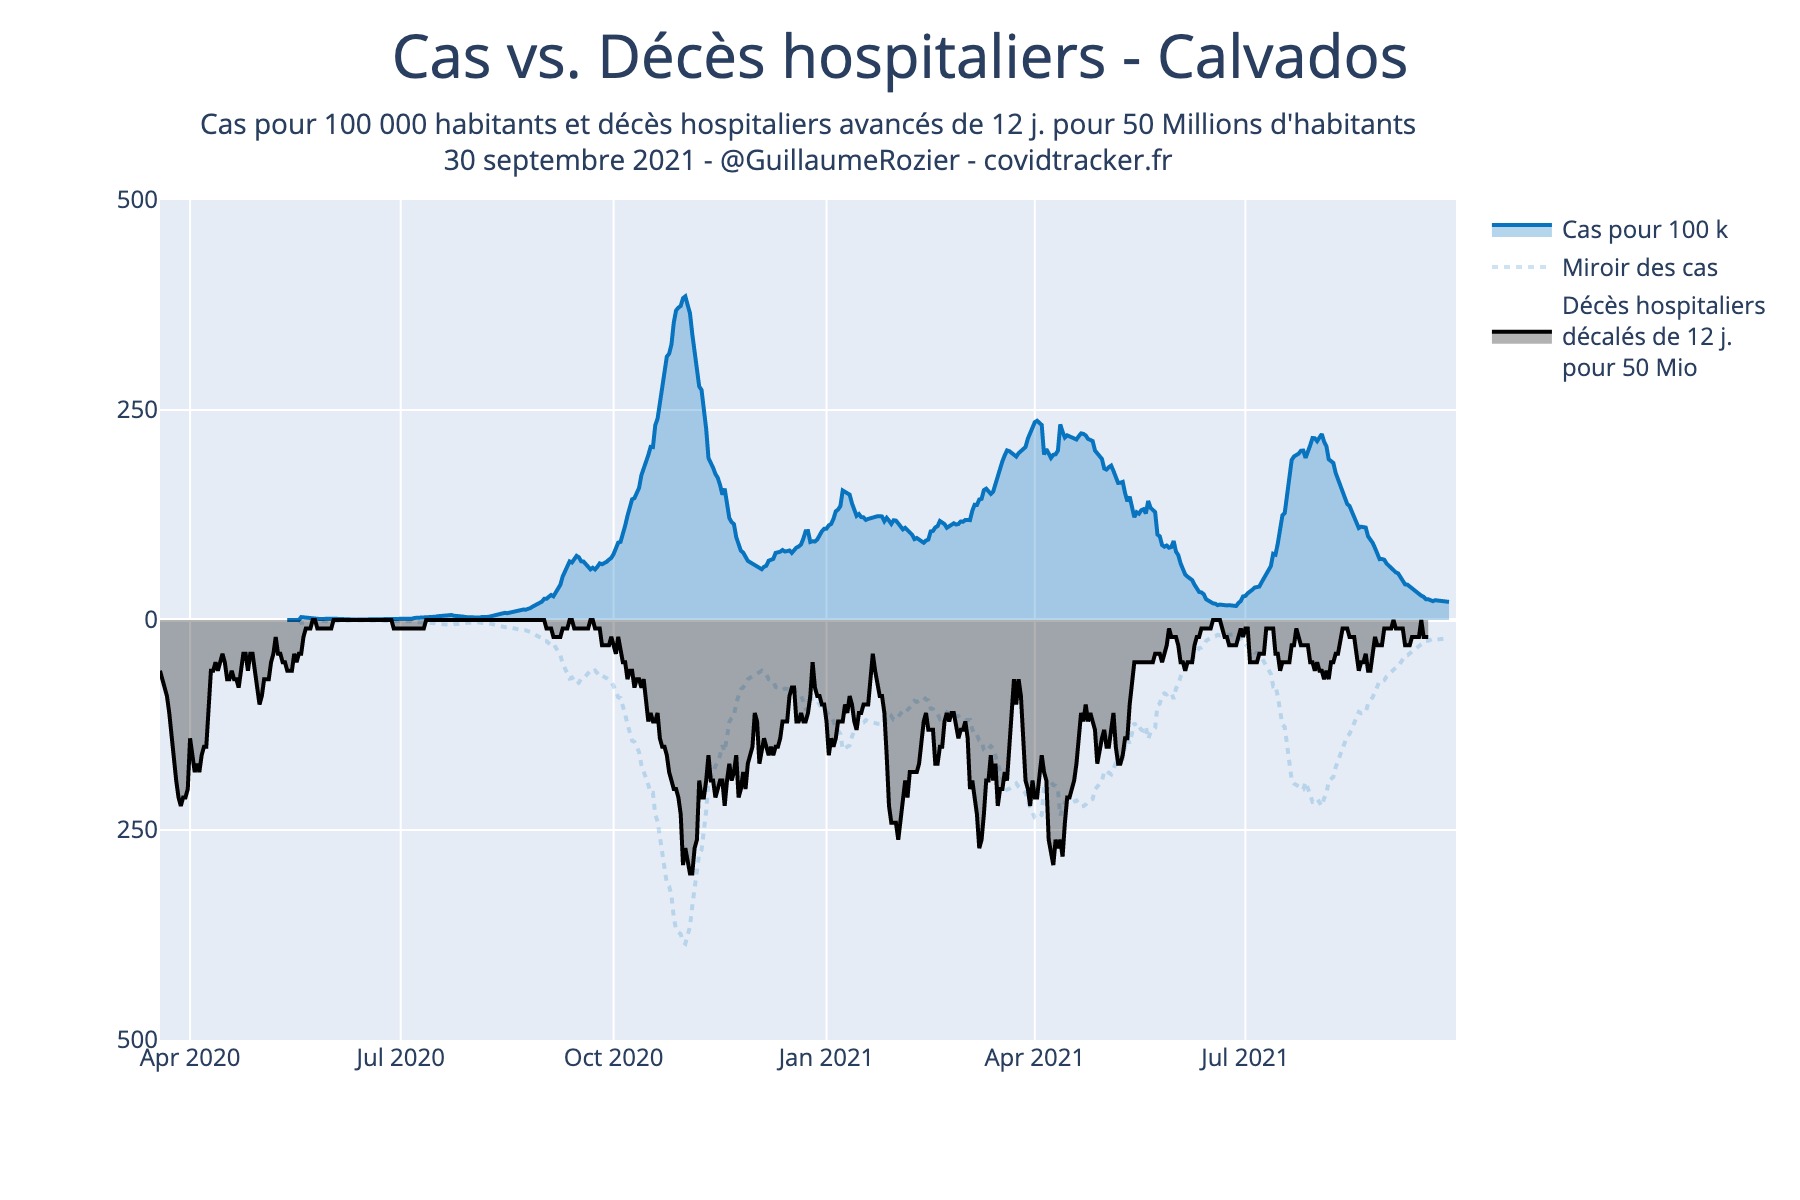 Cas vs. Décès hospitaliers - Calvados
Cas pour 100 000 habitants et décès hospitaliers avancés de 12 j. pour 50 Millions d'habitants
30 septembre 2021 - @GuillaumeRozier - covidtracker.fr
500
250
0
250
500
Apr 2020
Jul 2020
Oct 2020
Jan 2021
Apr 2021
Jul 2021
Cas pour 100 k
Miroir des cas
Décès hospitaliers
décalés de 12 j.
pour 50 Mio